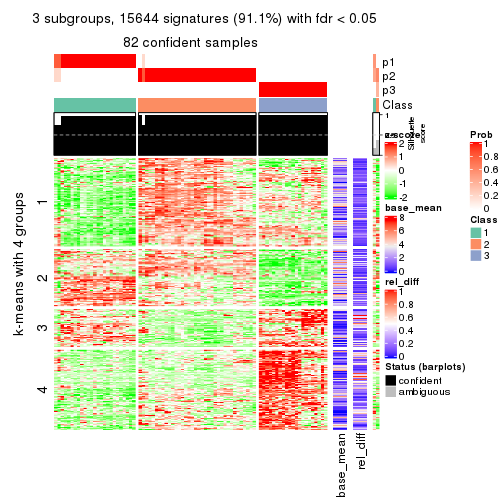 3 subgroups, 15644 signatures (91.1%) with fdr < 0.05
82 confident samples
p1
p2
p3
Class
1
Silhouette
score
k-means with 4 groups
1
2
3
4
base_mean
rel_diff
z-score
2
1
0
-1
-2
base_mean
8
6
4
2
0
rel_diff
1
0.8
0.6
0.4
0.2
0
Status (barplots)
confident
ambiguous
Prob
1
0.8
0.6
0.4
0.2
0
Class
1
2
3